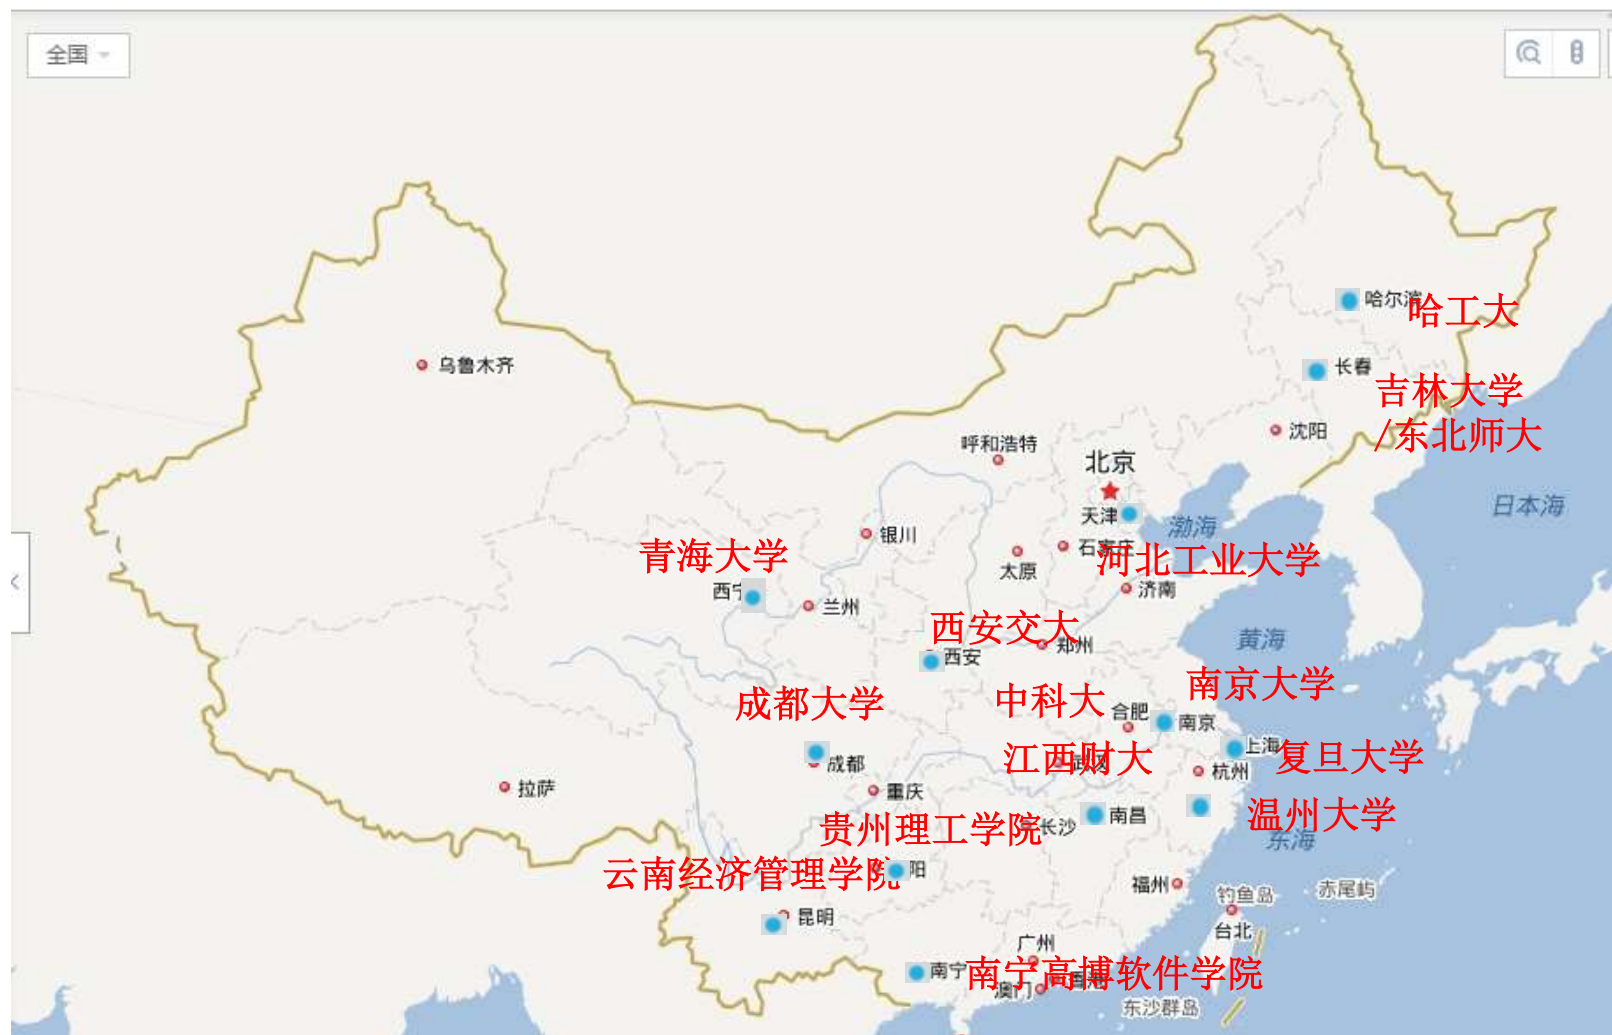 全国
哈尔滨
哈工大
乌鲁木齐
长春
吉林大学
/东北师大
沈阳
呼和浩特
北京
天津
渤海
日本海
银川
石家庄
太原
河北工业大学
青海大学
西宁
兰州
济南
西安交大
郑州
西安
黄海
南京大学
成都大学
中科大
合肥
南京
上海
复旦大学
江西财大
武汉
杭州
成都
拉萨
重庆
南昌
温州大学
贵州理工学院
长沙
东海
云南经济管理学院
阳
福州
钓鱼岛
赤尾屿
昆明
台北
广州
南宁
南宁高博软件学院
香港
澳门
东沙群岛